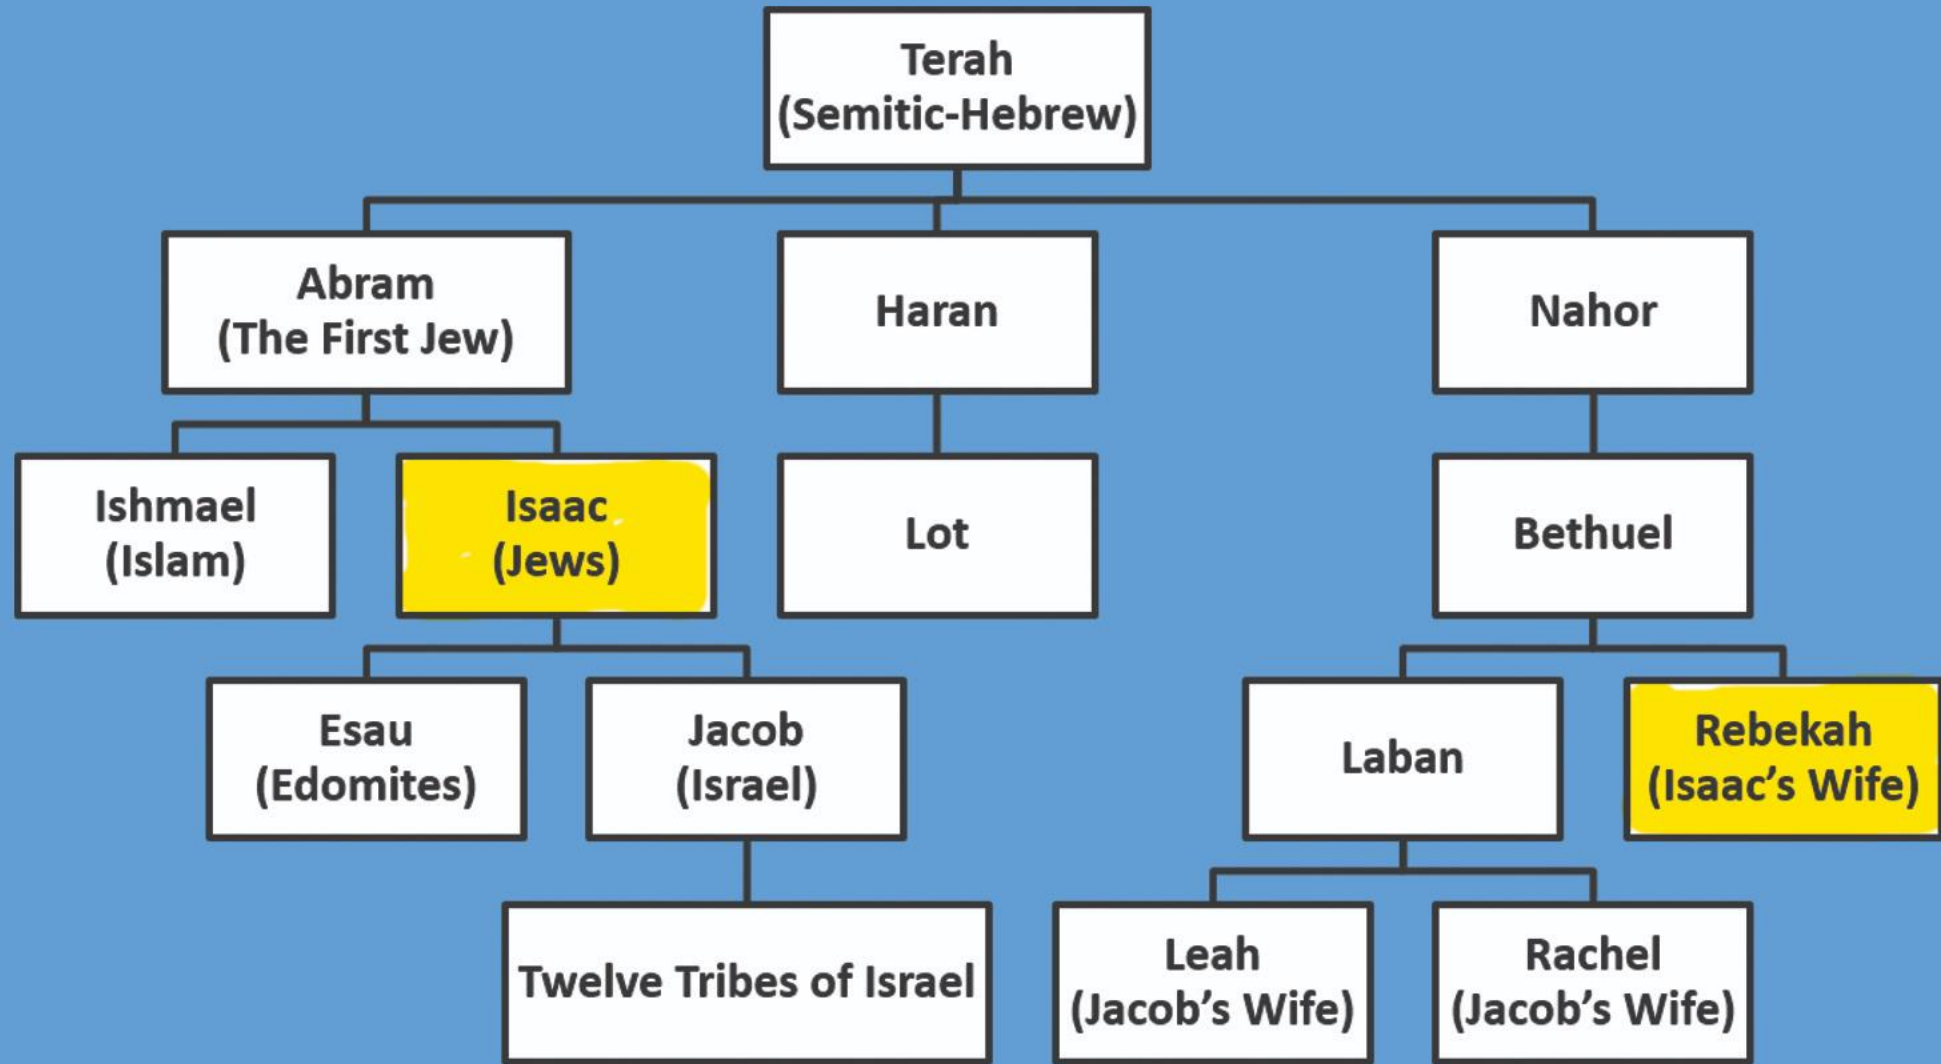 Terah
(Semitic-Hebrew)
Abram
(The First Jew)
Haran
Nahor
Ishmael
(Islam)
Isaac
(Jews)
Lot
Bethuel
Esau
(Edomites)
Jacob
(Israel)
Laban
Rebekah
(Isaac’s Wife)
Twelve Tribes of Israel
Leah
(Jacob’s Wife)
Rachel
(Jacob’s Wife)